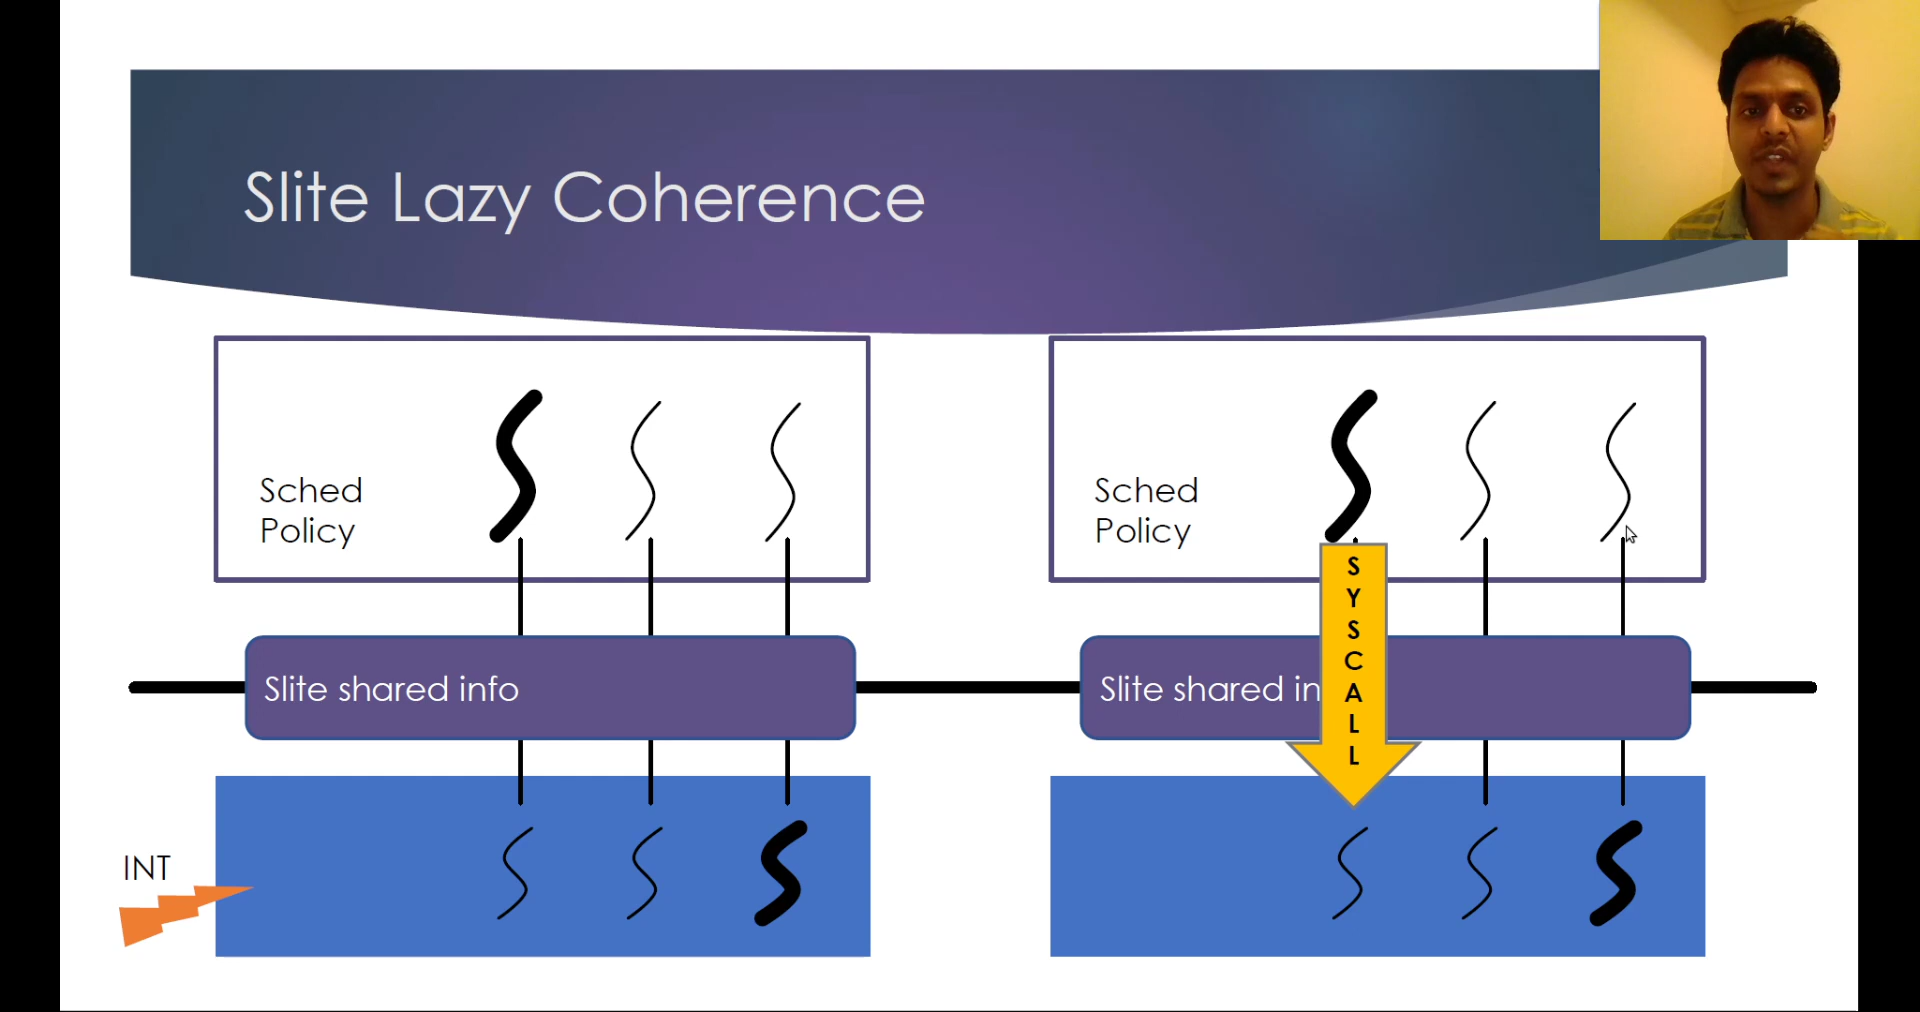 Slite Lazy Coherence
Sched
Policy
Sched
Policy
Slite shared info
Slite shared in
SYSCALL
INT